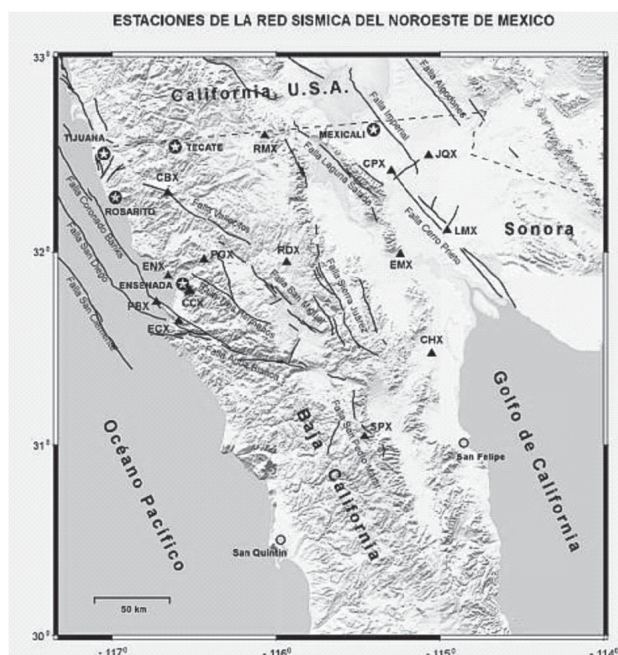 ESTACIONES DE LA RED SISMICA DEL NOROESTE DE MEXICO
33°
California U.S.A.
Falla Imperial
Falla Algodones
TIJUANA
TECATE
RMX
MEXICALI
CPX
JQX
CBX
Falla Laguna Salada
ROSARITO
Falla Vallecitos
Falla Coronado Banks
Falla Cerro Prieto
LMX
Sonora
32°
Falla San Diego
PQX
RDX
EMX
ENX
ENSENADA
CCX
Falla San Miguel
Falla Sierra Juárez
Falla San Clemente
PBX
ECX
Falla Agua Blanca
CHX
Golfo de California
Océano Pacífico
Baja California
SPX
31°
San Felipe
San Quintín
50 km
30°
- 117°
- 116°
- 115°
- 114°